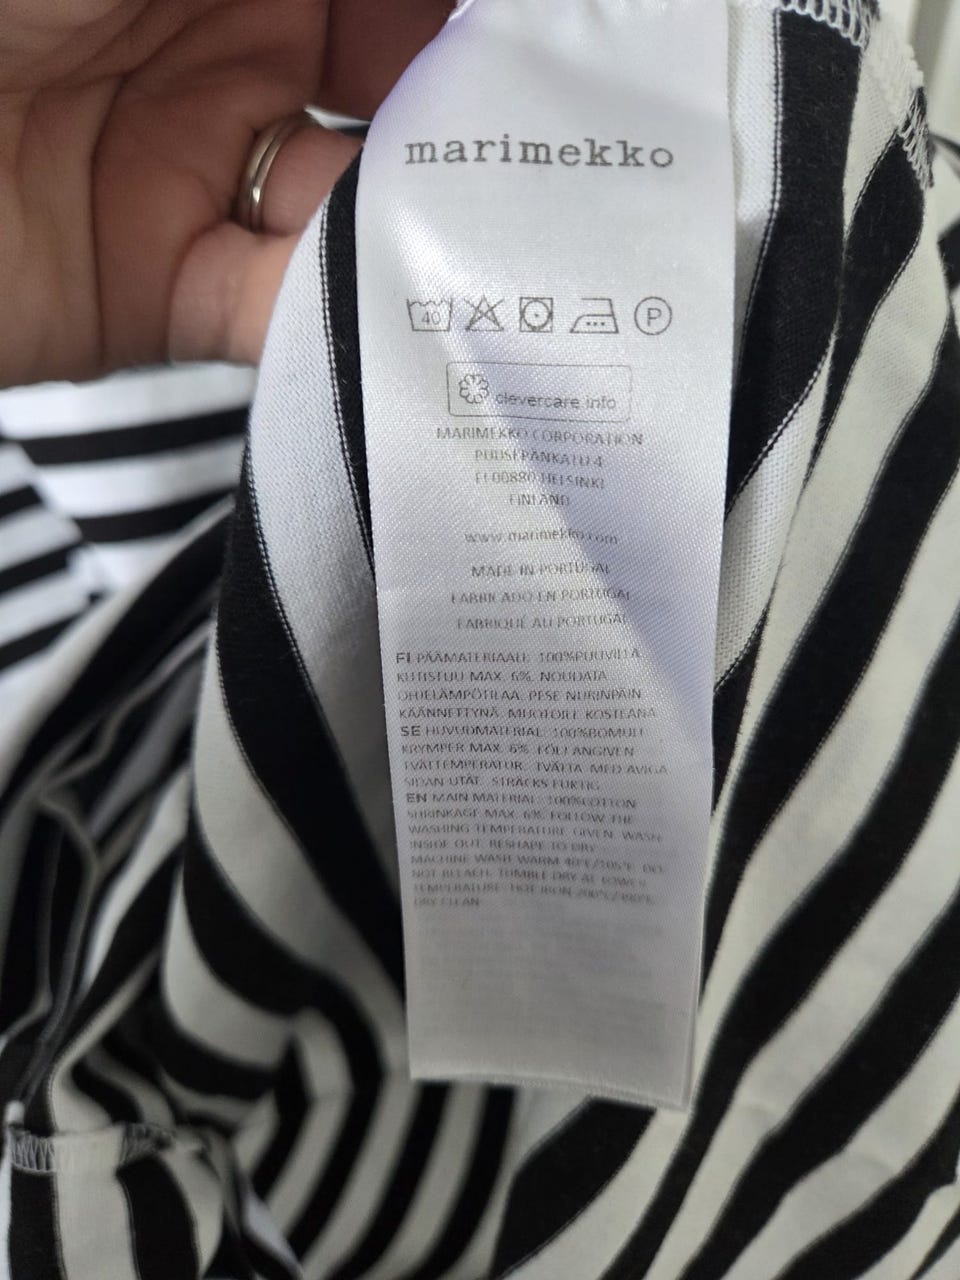 marimekko
40 P
clevercare.info
MARIMEKKO CORPORATION
PUUSEPÄNKATU 4
FI 00880 HELSINKI
FINLAND
www.marimekko.com
MADE IN PORTUGAL
FABRICADO EN PORTUGAL
FABRIQUÉ AU PORTUGAL
FI PÄÄMATERIAALI: 100%PUUVILLA
KUTISTUU MAX. 6%. NOUDATA
OHJELÄMPÖTILAA. PESE NURINPÄIN
KÄÄNNETTYNÄ. MUOTOILE KOSTEANA
SE HUVUDMATERIAL: 100%BOMULL
KRYMPER MAX. 6%. FÖLJ ANGIVEN
TVÄTTEMPERATUR. TVÄTTA MED AVIGA
SIDAN UTÅT. STRÄCKS FUKTIG
EN MAIN MATERIAL: 100%COTTON
SHRINKAGE MAX. 6%. FOLLOW THE
WASHING TEMPERATURE GIVEN. WASH
INSIDE OUT. RESHAPE TO DRY
MACHINE WASH WARM 40°C/105°F. DO
NOT BLEACH. TUMBLE DRY AT LOWER
TEMPERATURE. HOT IRON 200°C/390°F.
DRY CLEAN